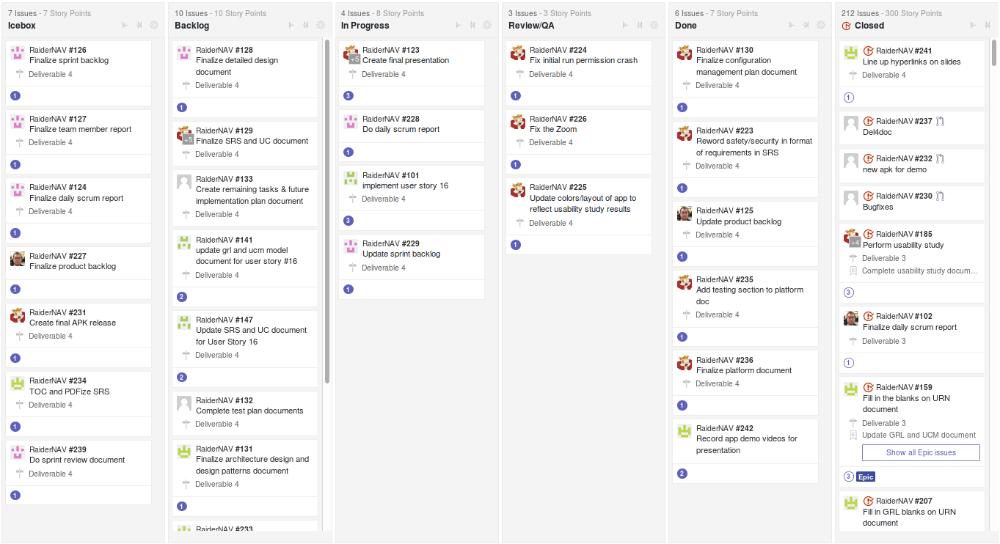 7 Issues - 7 Story Points
Icebox
RaiderNAV #126
Finalize sprint backlog
Deliverable 4
1
RaiderNAV #127
Finalize team member report
Deliverable 4
1
RaiderNAV #124
Finalize daily scrum report
Deliverable 4
1
RaiderNAV #227
Finalize product backlog
1
RaiderNAV #231
Create final APK release
Deliverable 4
1
RaiderNAV #234
TOC and PDFize SRS
Deliverable 4
1
RaiderNAV #239
Do sprint review document
Deliverable 4
1
10 Issues - 10 Story Points
Backlog
RaiderNAV #128
Finalize detailed design
document
Deliverable 4
1
RaiderNAV #129
+5
Finalize SRS and UC document
Deliverable 4
RaiderNAV #133
Create remaining tasks & future
implementation plan document
Deliverable 4
RaiderNAV #141
update grl and ucm model
document for user story #16
Deliverable 4
2
RaiderNAV #147
Update SRS and UC document
for User Story 16
Deliverable 4
2
RaiderNAV #132
Complete test plan documents
Deliverable 4
RaiderNAV #131
Finalize architecture design and
design patterns document
Deliverable 4
1
RaiderNAV #233
4 Issues - 8 Story Points
In Progress
RaiderNAV #123
+5
Create final presentation
Deliverable 4
3
RaiderNAV #228
Do daily scrum report
1
RaiderNAV #101
implement user story 16
Deliverable 4
3
RaiderNAV #229
Update sprint backlog
Deliverable 4
1
3 Issues - 3 Story Points
Review/QA
RaiderNAV #224
Fix initial run permission crash
Deliverable 4
1
RaiderNAV #226
Fix the Zoom
Deliverable 4
1
RaiderNAV #225
Update colors/layout of app to
reflect usability study results
Deliverable 4
1
6 Issues - 7 Story Points
Done
RaiderNAV #130
Finalize configuration
management plan document
Deliverable 4
1
RaiderNAV #223
Reword safety/security in format
of requirements in SRS
Deliverable 4
1
RaiderNAV #125
Update product backlog
Deliverable 4
1
RaiderNAV #235
Add testing section to platform
doc
Deliverable 4
1
RaiderNAV #236
Finalize platform document
Deliverable 4
1
RaiderNAV #242
Record app demo videos for
presentation
2
212 Issues - 300 Story Points
Closed
RaiderNAV #241
Line up hyperlinks on slides
Deliverable 4
1
RaiderNAV #237
Del4doc
RaiderNAV #232
new apk for demo
RaiderNAV #230
Bugfixes
RaiderNAV #185
+4
Perform usability study
Deliverable 3
Complete usability study docum...
3
RaiderNAV #102
Finalize daily scrum report
Deliverable 3
1
RaiderNAV #159
Fill in the blanks on URN
document
Deliverable 3
Update GRL and UCM document
Show all Epic issues
3 Epic
RaiderNAV #207
Fill in GRL blanks on URN
document